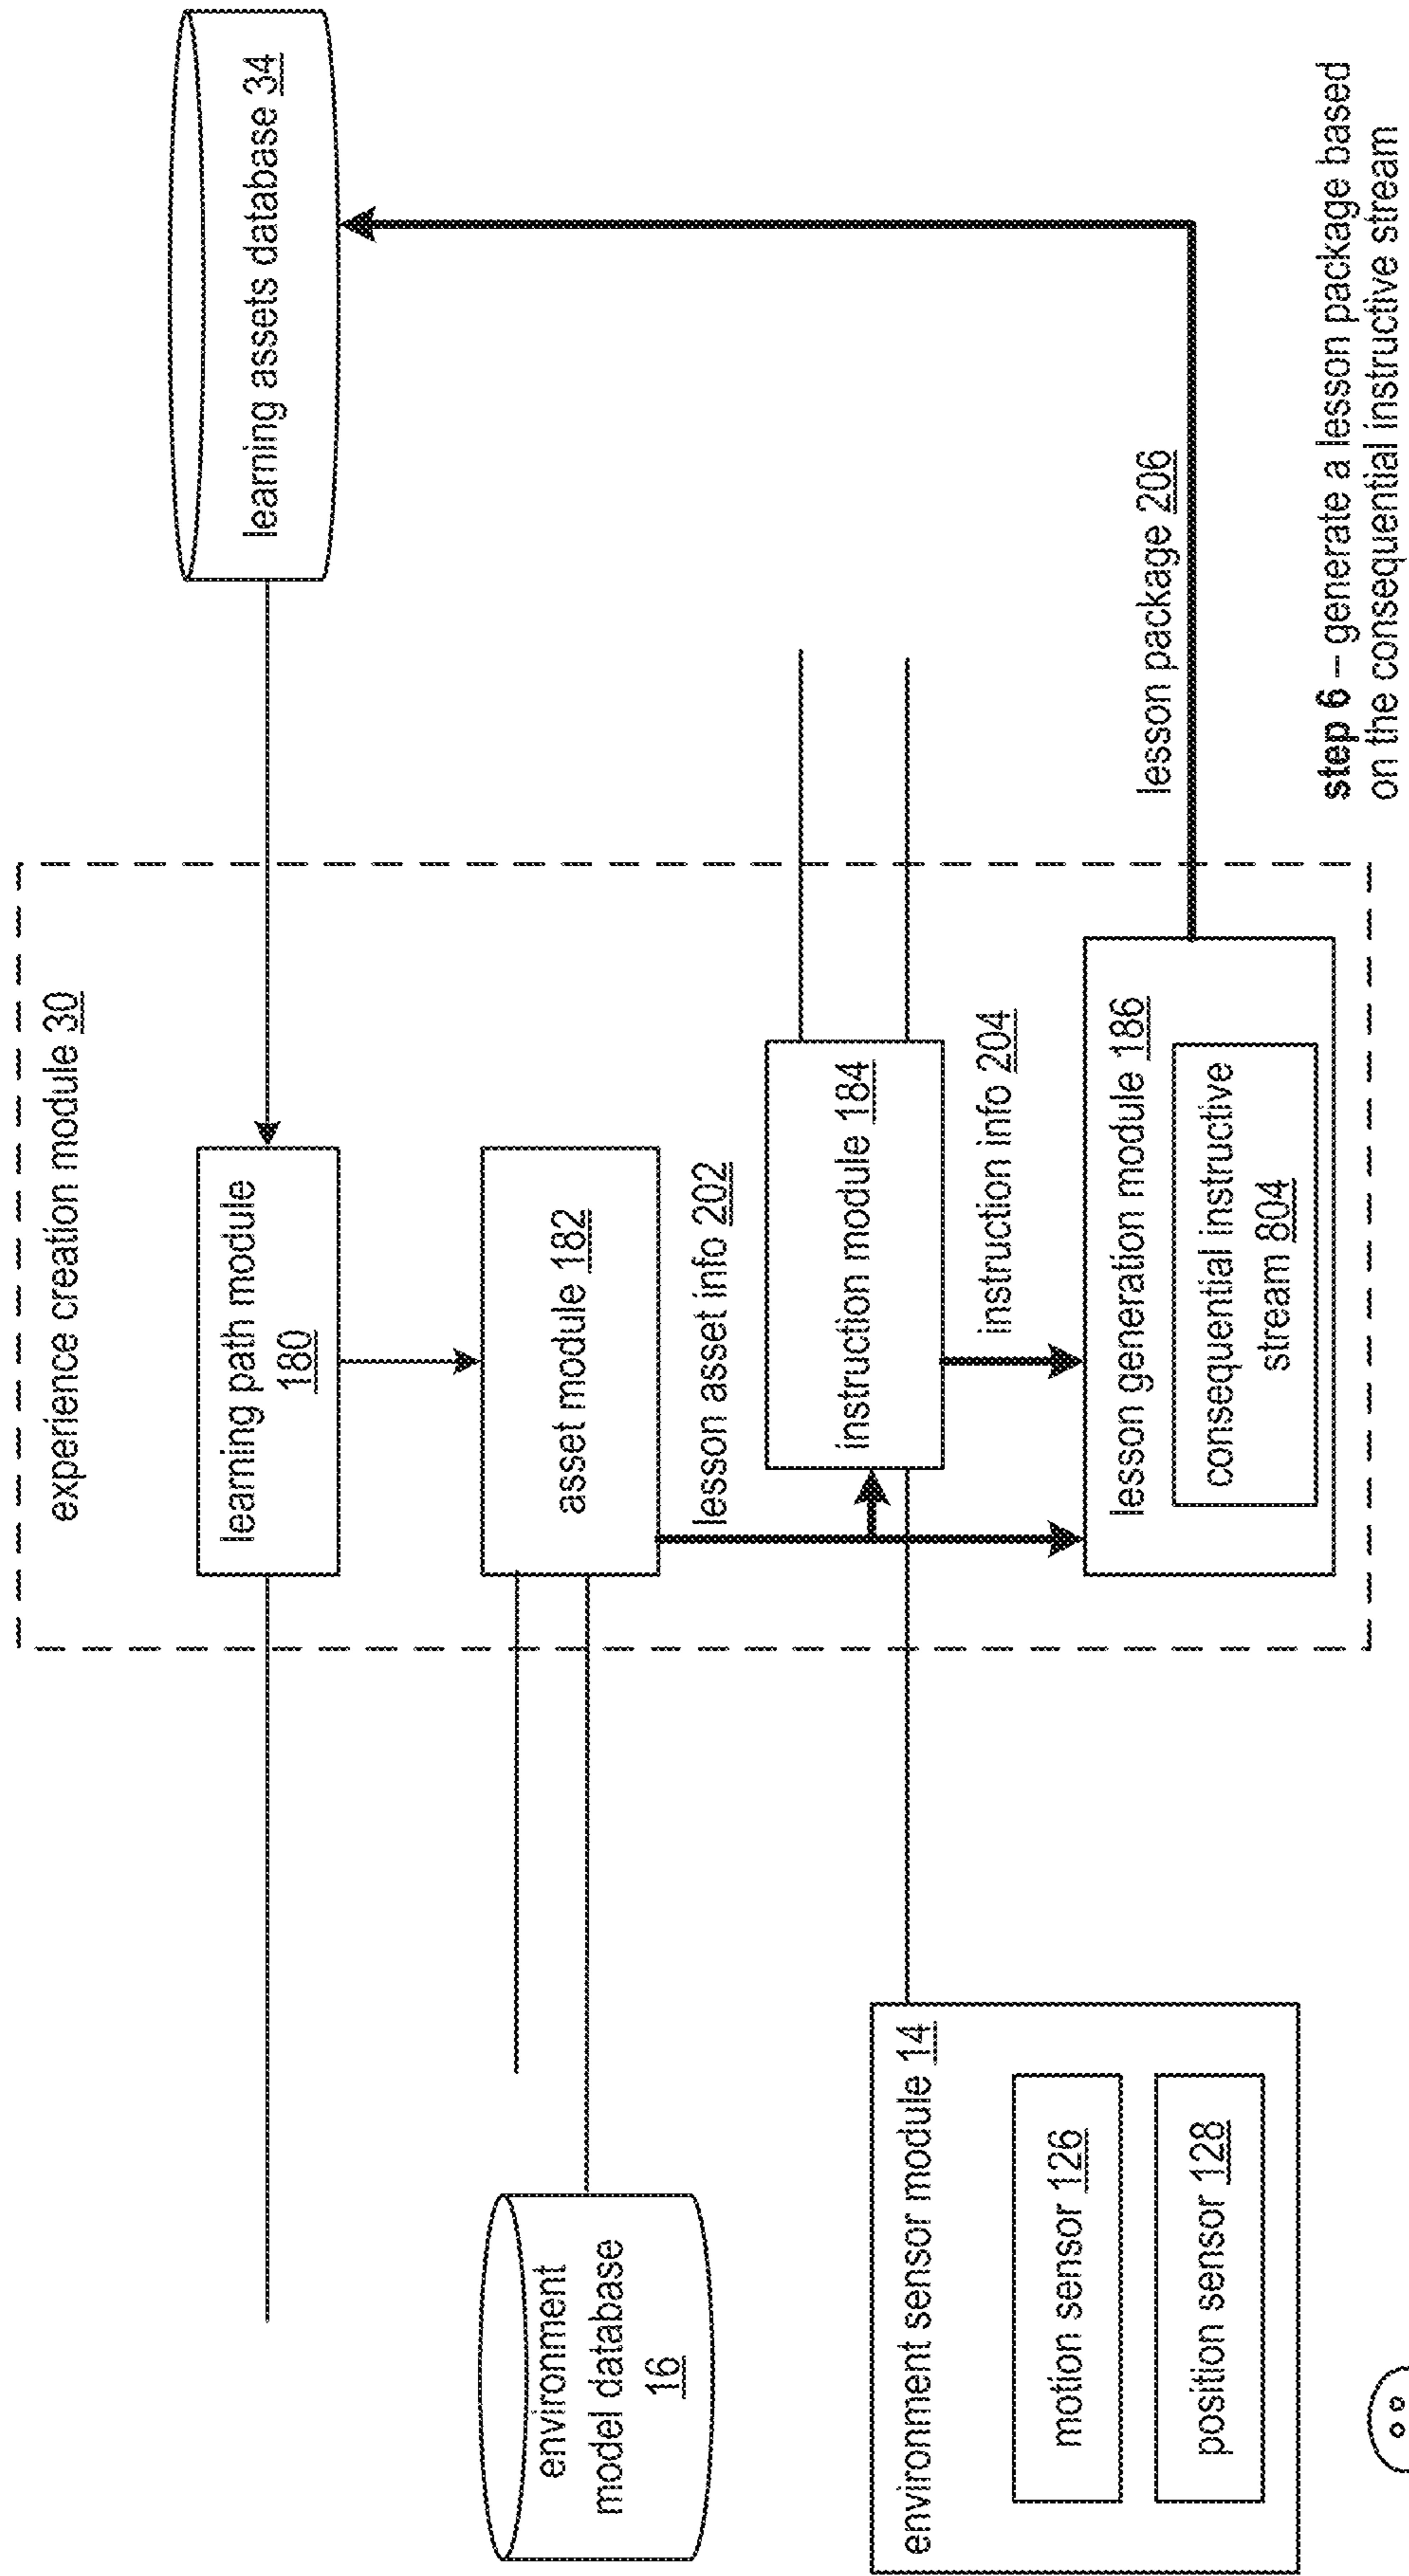 experience creation module 30
learning assets database 34
learning path module
180
environment
model database
16
asset module 182
lesson asset info 202
environment sensor module 14
motion sensor 126
position sensor 128
instruction module 184
instruction info 204
lesson generation module 186
consequential instructive
stream 804
lesson package 206
step 6 – generate a lesson package based
on the consequential instructive stream